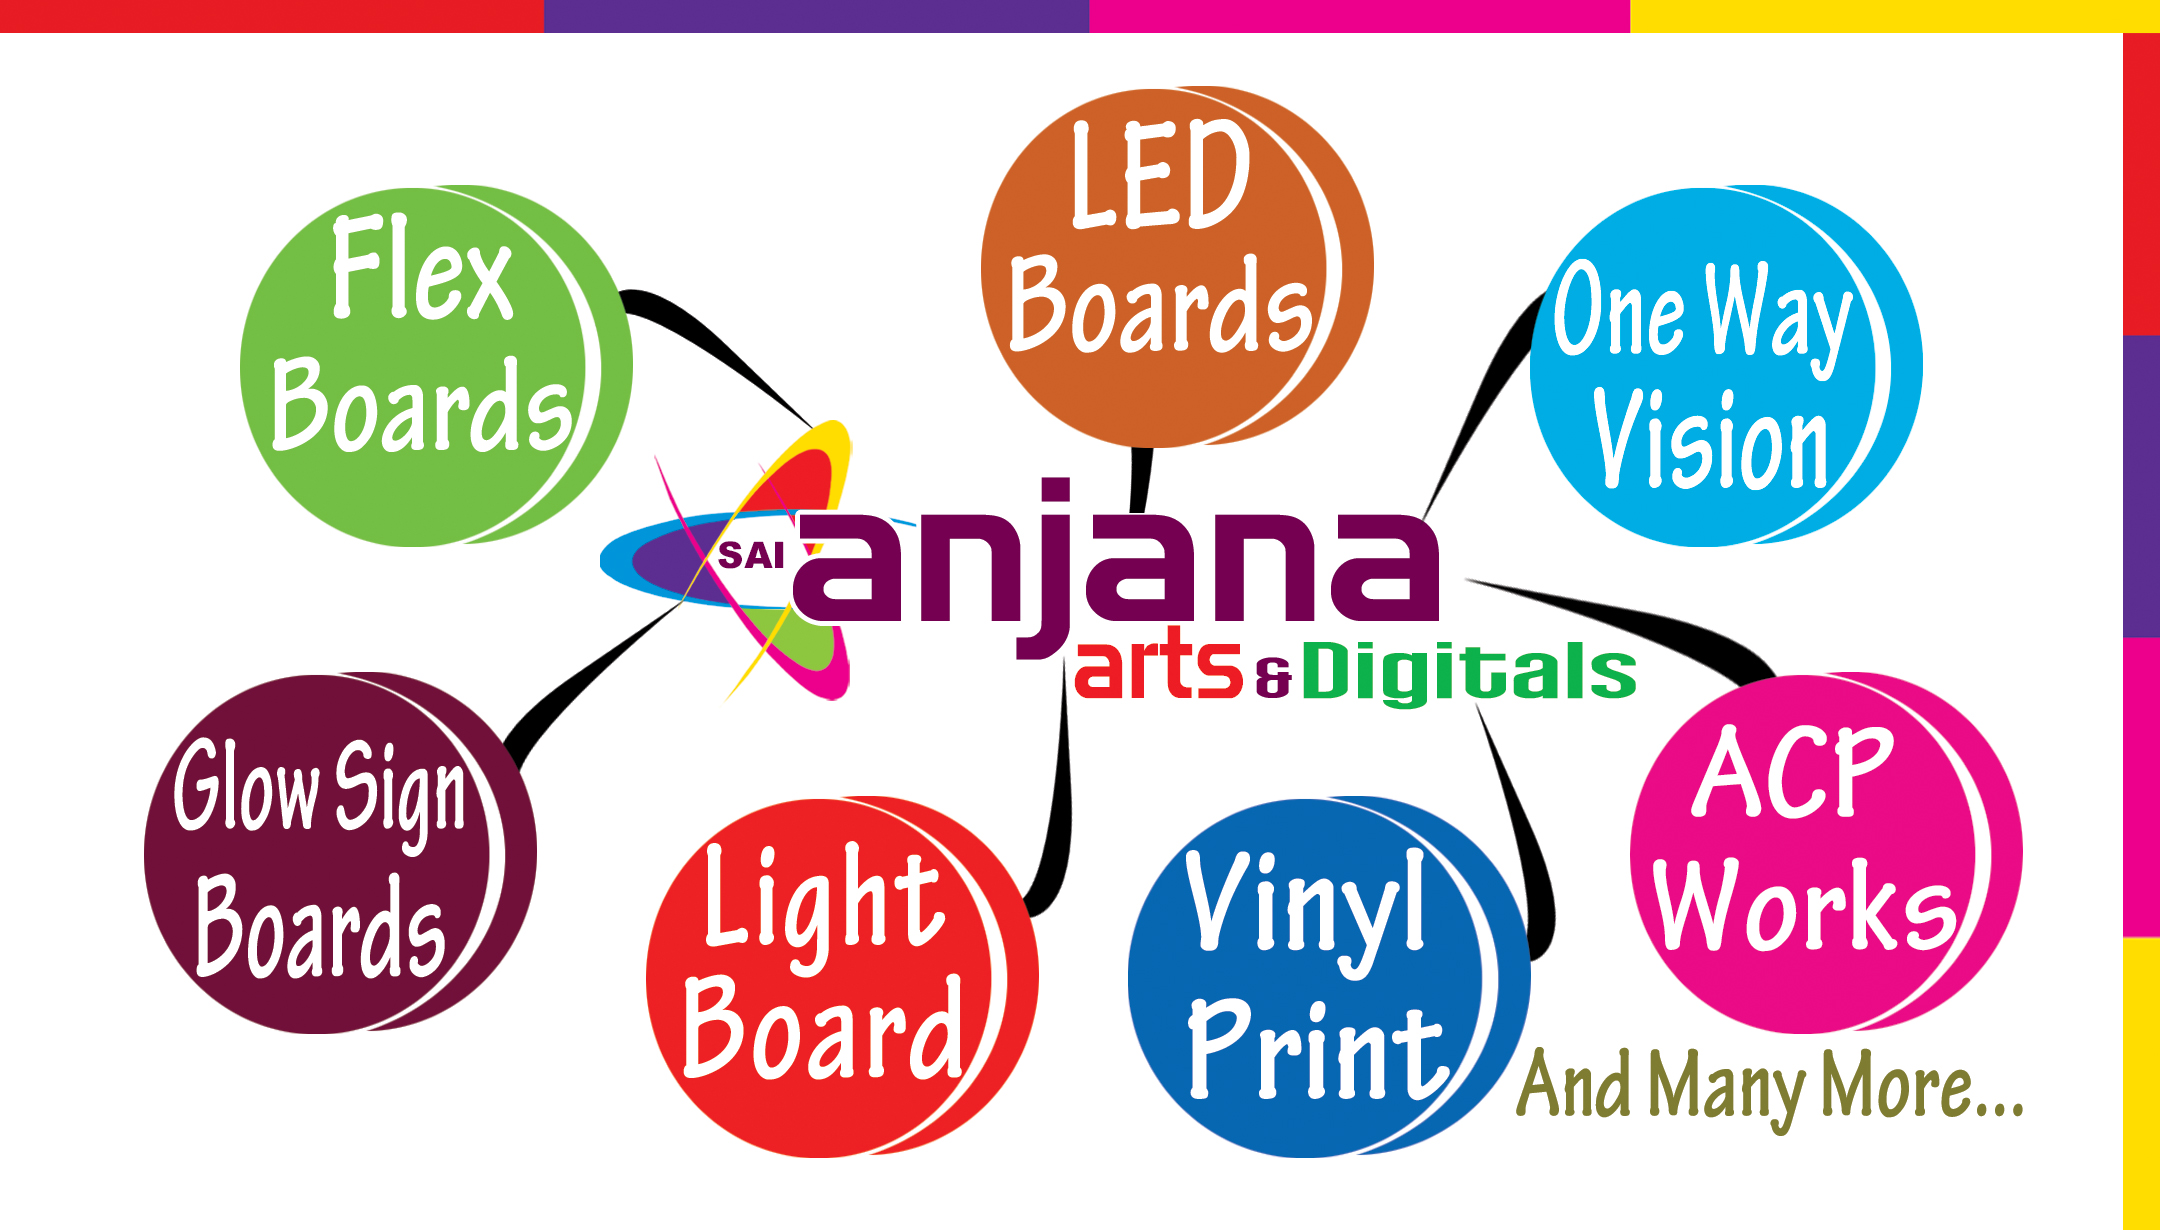 LED
Boards
Flex
Boards
One Way
Vision
SAI anjana
arts & Digitals
Glow Sign
Boards
Light
Board
Vinyl
Print
ACP
Works
And Many More...